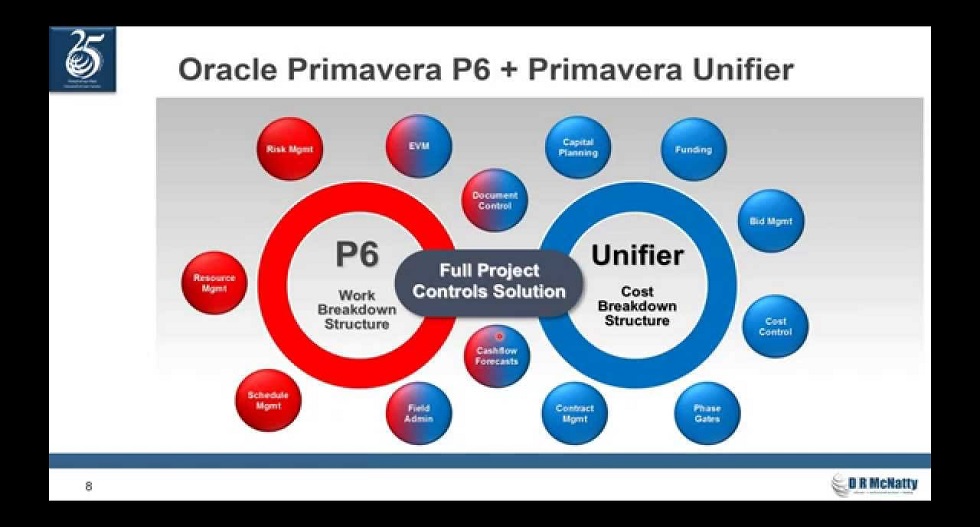 25
Oracle Primavera P6 + Primavera Unifier
Risk Mgmt
EVM
Capital
Planning
Funding
Document
Control
Bid Mgmt
P6
Work
Breakdown
Structure
Full Project
Controls Solution
Unifier
Cost
Breakdown
Structure
Resource
Mgmt
Cost
Control
Cashflow
Forecasts
Schedule
Mgmt
Field
Admin
Contract
Mgmt
Phase
Gates
8
D R McNatty